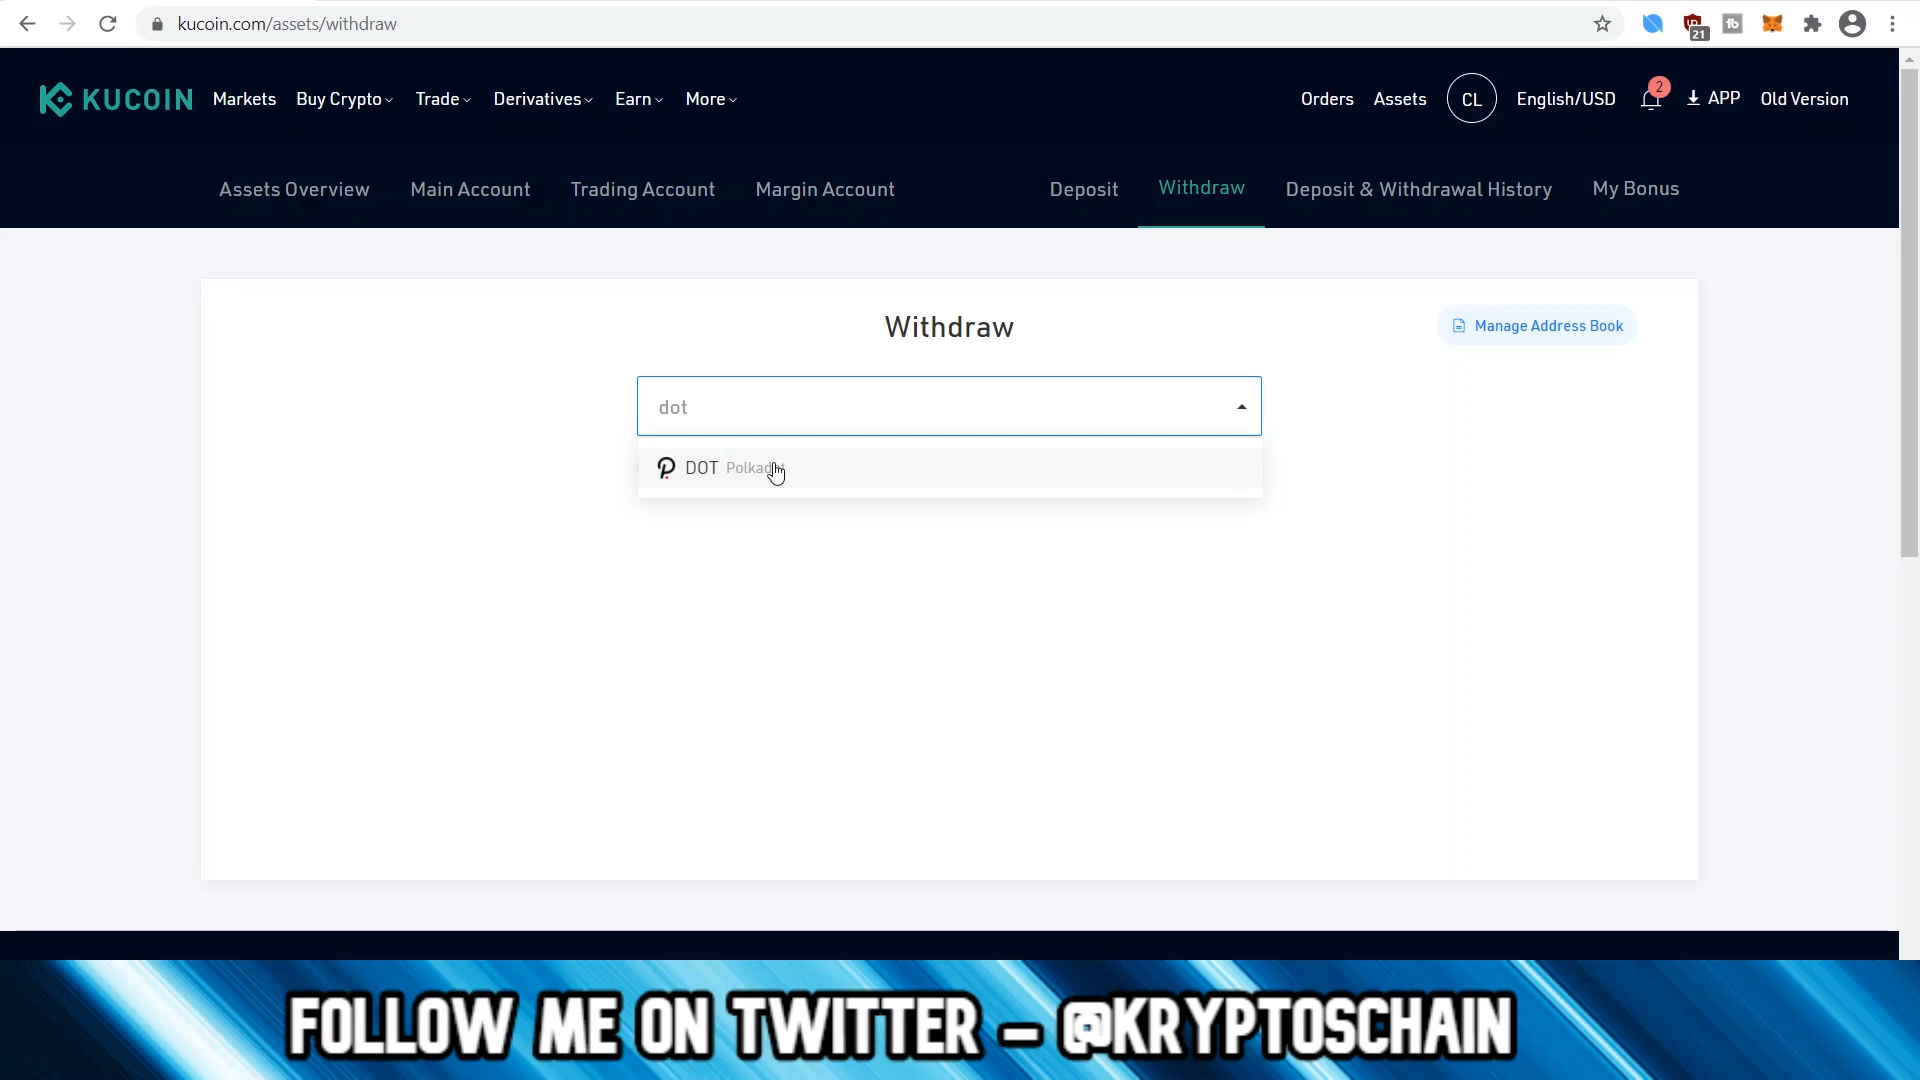 kucoin.com/assets/withdraw
21
KUCOIN Markets Buy Crypto Trade Derivatives Earn More Orders Assets CL English/USD 2 APP Old Version
Assets Overview Main Account Trading Account Margin Account Deposit Withdraw Deposit & Withdrawal History My Bonus
Withdraw
Manage Address Book
dot
DOT
FOLLOW ME ON TWITTER – @KRYPTOSCHAIN